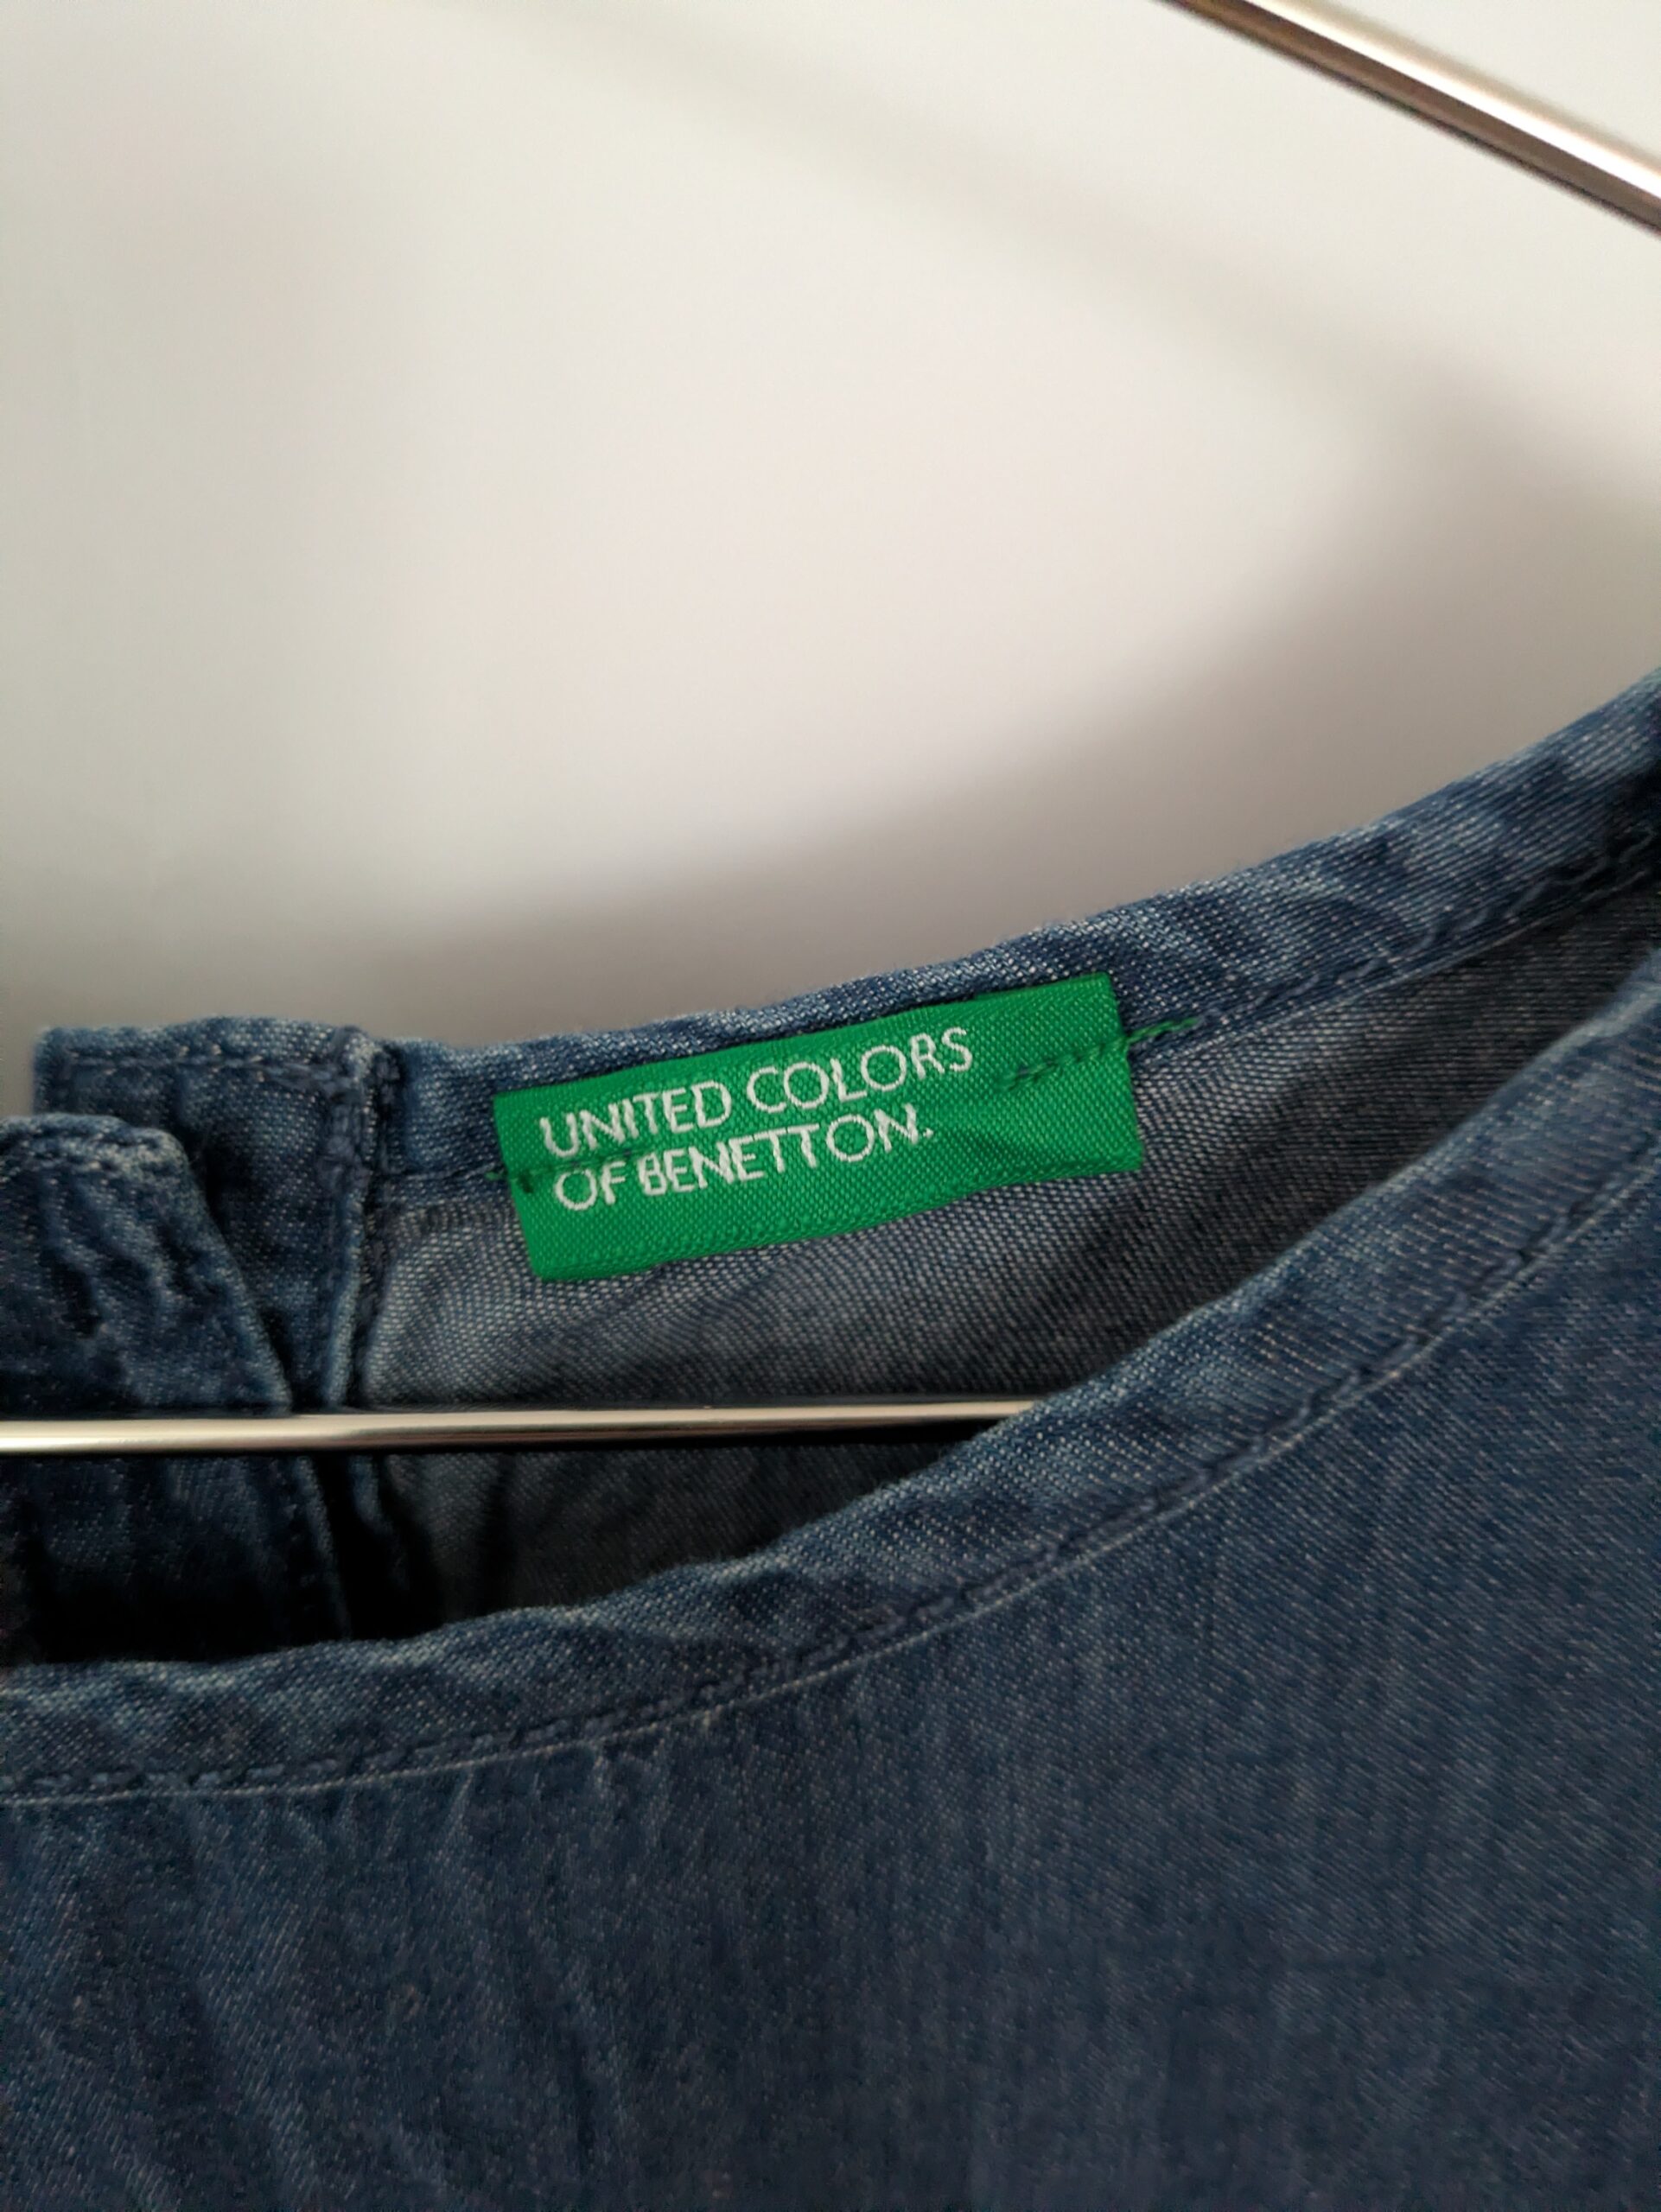 UNITED COLORS
OF BENETTON.